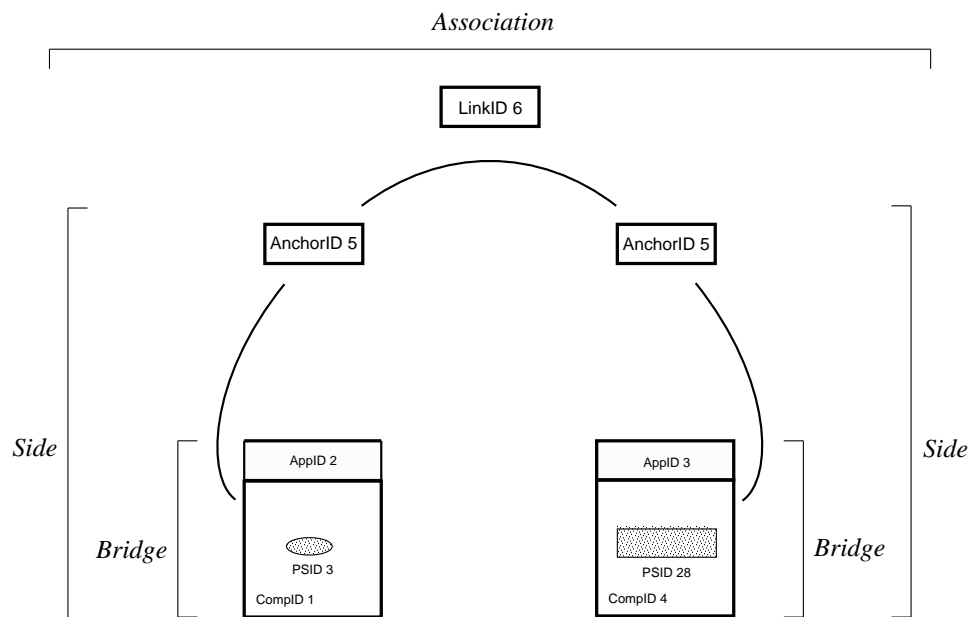 Association
LinkID 6
AnchorID 5
AnchorID 5
Side
Side
AppID 2
AppID 3
Bridge
Bridge
PSID 3
PSID 28
CompID 1
CompID 4